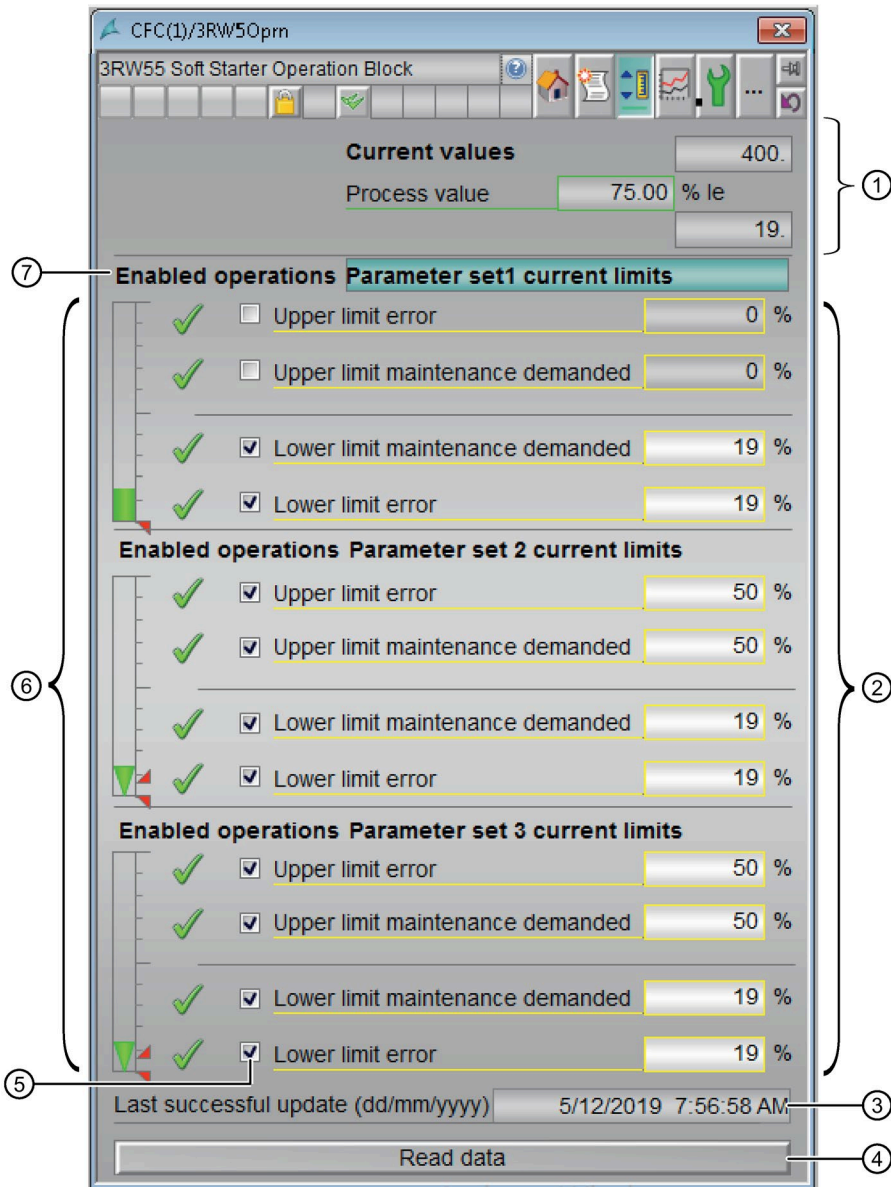 CFC(1)/3RW5Oprn
3RW55 Soft Starter Operation Block
...
Current values 400.
Process value 75.00 % Ie
19.
① 
⑦ Enabled operations Parameter set1 current limits
Upper limit error 0 %
Upper limit maintenance demanded 0 %
Lower limit maintenance demanded 19 %
Lower limit error 19 %
Enabled operations Parameter set 2 current limits
Upper limit error 50 %
Upper limit maintenance demanded 50 %
⑥ ②
Lower limit maintenance demanded 19 %
Lower limit error 19 %
Enabled operations Parameter set 3 current limits
Upper limit error 50 %
Upper limit maintenance demanded 50 %
Lower limit maintenance demanded 19 %
Lower limit error 19 %
⑤
Last successful update (dd/mm/yyyy) 5/12/2019 7:56:58 AM ③
Read data ④